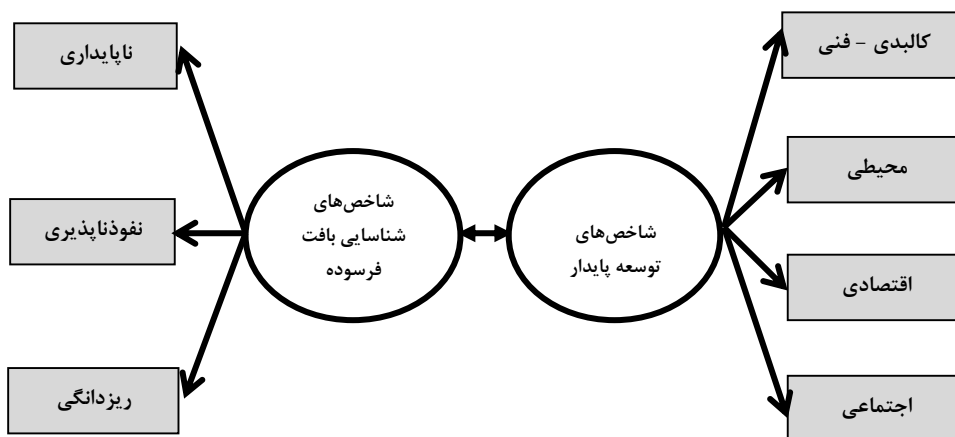 کالبدی - فنی
محیطی
اقتصادی
اجتماعی
شاخص‌های
توسعه پایدار
شاخص‌های
شناسایی بافت
فرسوده
ناپایداری
نفوذناپذیری
ریزدانگی